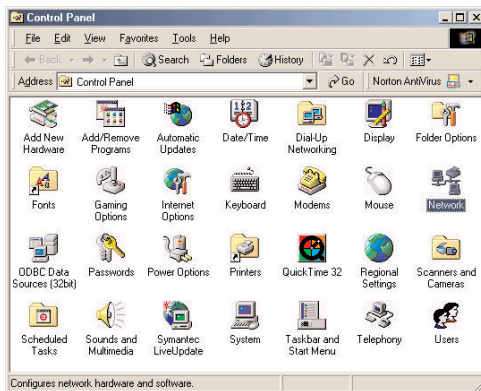 Control Panel
File Edit View Favorites Tools Help
Back Search Folders History
Address Control Panel Go Norton AntiVirus
Add New Hardware
Add/Remove Programs
Automatic Updates
Date/Time
Dial-Up Networking
Display
Folder Options
Fonts
Gaming Options
Internet Options
Keyboard
Modems
Mouse
Network
ODBC Data Sources (32bit)
Passwords
Power Options
Printers
QuickTime 32
Regional Settings
Scanners and Cameras
Scheduled Tasks
Sounds and Multimedia
Symantec LiveUpdate
System
Taskbar and Start Menu
Telephony
Users
Configures network hardware and software.